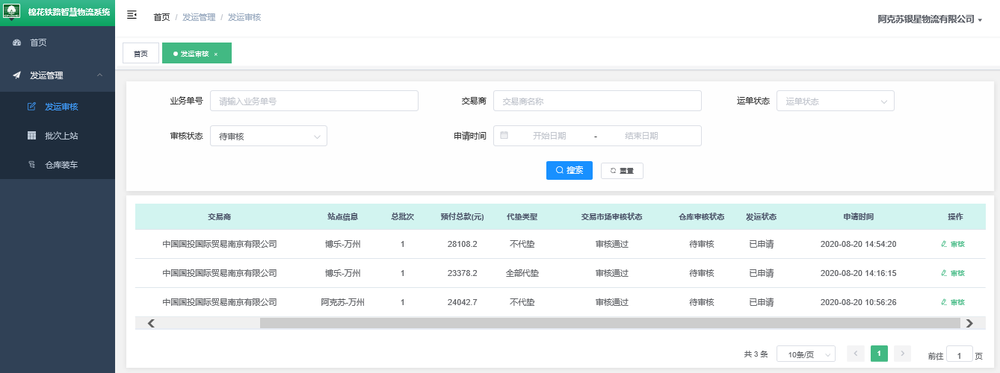 棉花铁路智慧物流系统
首页 / 发运管理 / 发运审核
阿克苏银星物流有限公司
首页
发运管理
发运审核
批次上站
仓库装车
首页
发运审核 ×
业务单号 请输入业务单号 交易商 交易商名称 运单状态 运单状态
审核状态 待审核 申请时间 开始日期 - 结束日期
搜索 重置
交易商 站点信息 总批次 预付总款(元) 代垫类型 交易市场审核状态 仓库审核状态 发运状态 申请时间 操作
中国国投国际贸易南京有限公司 博乐-万州 1 28108.2 不代垫 审核通过 待审核 已申请 2020-08-20 14:54:20 审核
中国国投国际贸易南京有限公司 博乐-万州 1 23378.2 全部代垫 审核通过 待审核 已申请 2020-08-20 14:16:15 审核
中国国投国际贸易南京有限公司 阿克苏-万州 1 24042.7 不代垫 审核通过 待审核 已申请 2020-08-20 10:56:26 审核
共 3 条 10条/页 1 前往 1 页